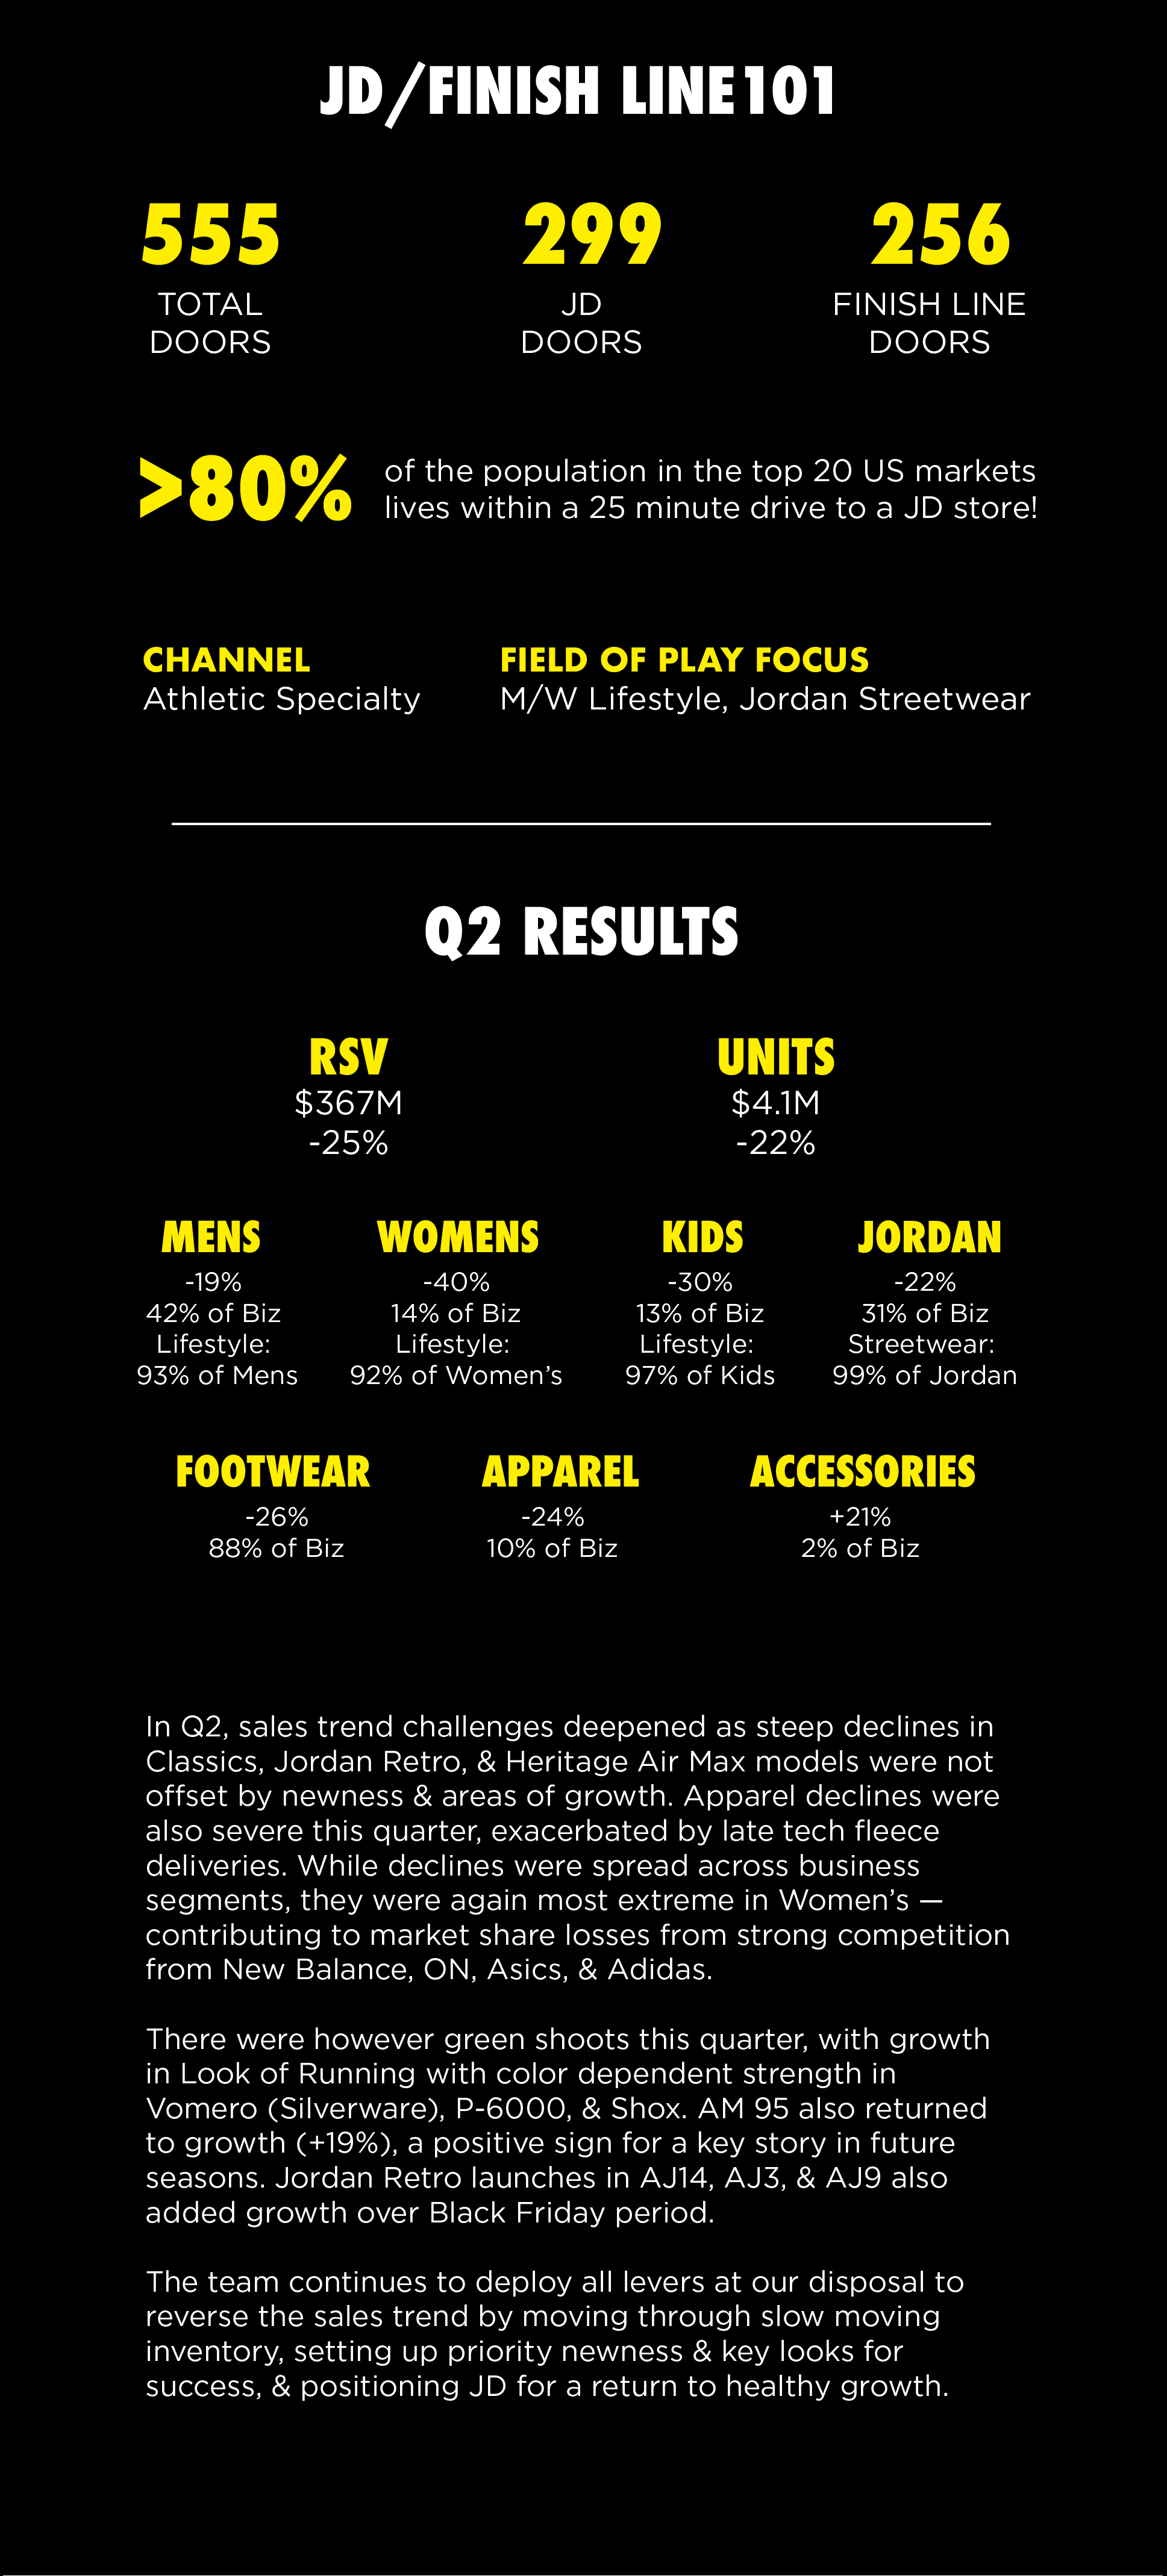 JD/FINISH LINE101
555
TOTAL
DOORS
299
JD
DOORS
256
FINISH LINE
DOORS
>80%
of the population in the top 20 US markets
lives within a 25 minute drive to a JD store!
CHANNEL
Athletic Specialty
FIELD OF PLAY FOCUS
M/W Lifestyle, Jordan Streetwear
Q2 RESULTS
RSV
$367M
-25%
UNITS
$4.1M
-22%
MENS
-19%
42% of Biz
Lifestyle:
93% of Mens
WOMENS
-40%
14% of Biz
Lifestyle:
92% of Women’s
KIDS
-30%
13% of Biz
Lifestyle:
97% of Kids
JORDAN
-22%
31% of Biz
Streetwear:
99% of Jordan
FOOTWEAR
-26%
88% of Biz
APPAREL
-24%
10% of Biz
ACCESSORIES
+21%
2% of Biz
In Q2, sales trend challenges deepened as steep declines in
Classics, Jordan Retro, & Heritage Air Max models were not
offset by newness & areas of growth. Apparel declines were
also severe this quarter, exacerbated by late tech fleece
deliveries. While declines were spread across business
segments, they were again most extreme in Women’s —
contributing to market share losses from strong competition
from New Balance, ON, Asics, & Adidas.
There were however green shoots this quarter, with growth
in Look of Running with color dependent strength in
Vomero (Silverware), P-6000, & Shox. AM 95 also returned
to growth (+19%), a positive sign for a key story in future
seasons. Jordan Retro launches in AJ14, AJ3, & AJ9 also
added growth over Black Friday period.
The team continues to deploy all levers at our disposal to
reverse the sales trend by moving through slow moving
inventory, setting up priority newness & key looks for
success, & positioning JD for a return to healthy growth.